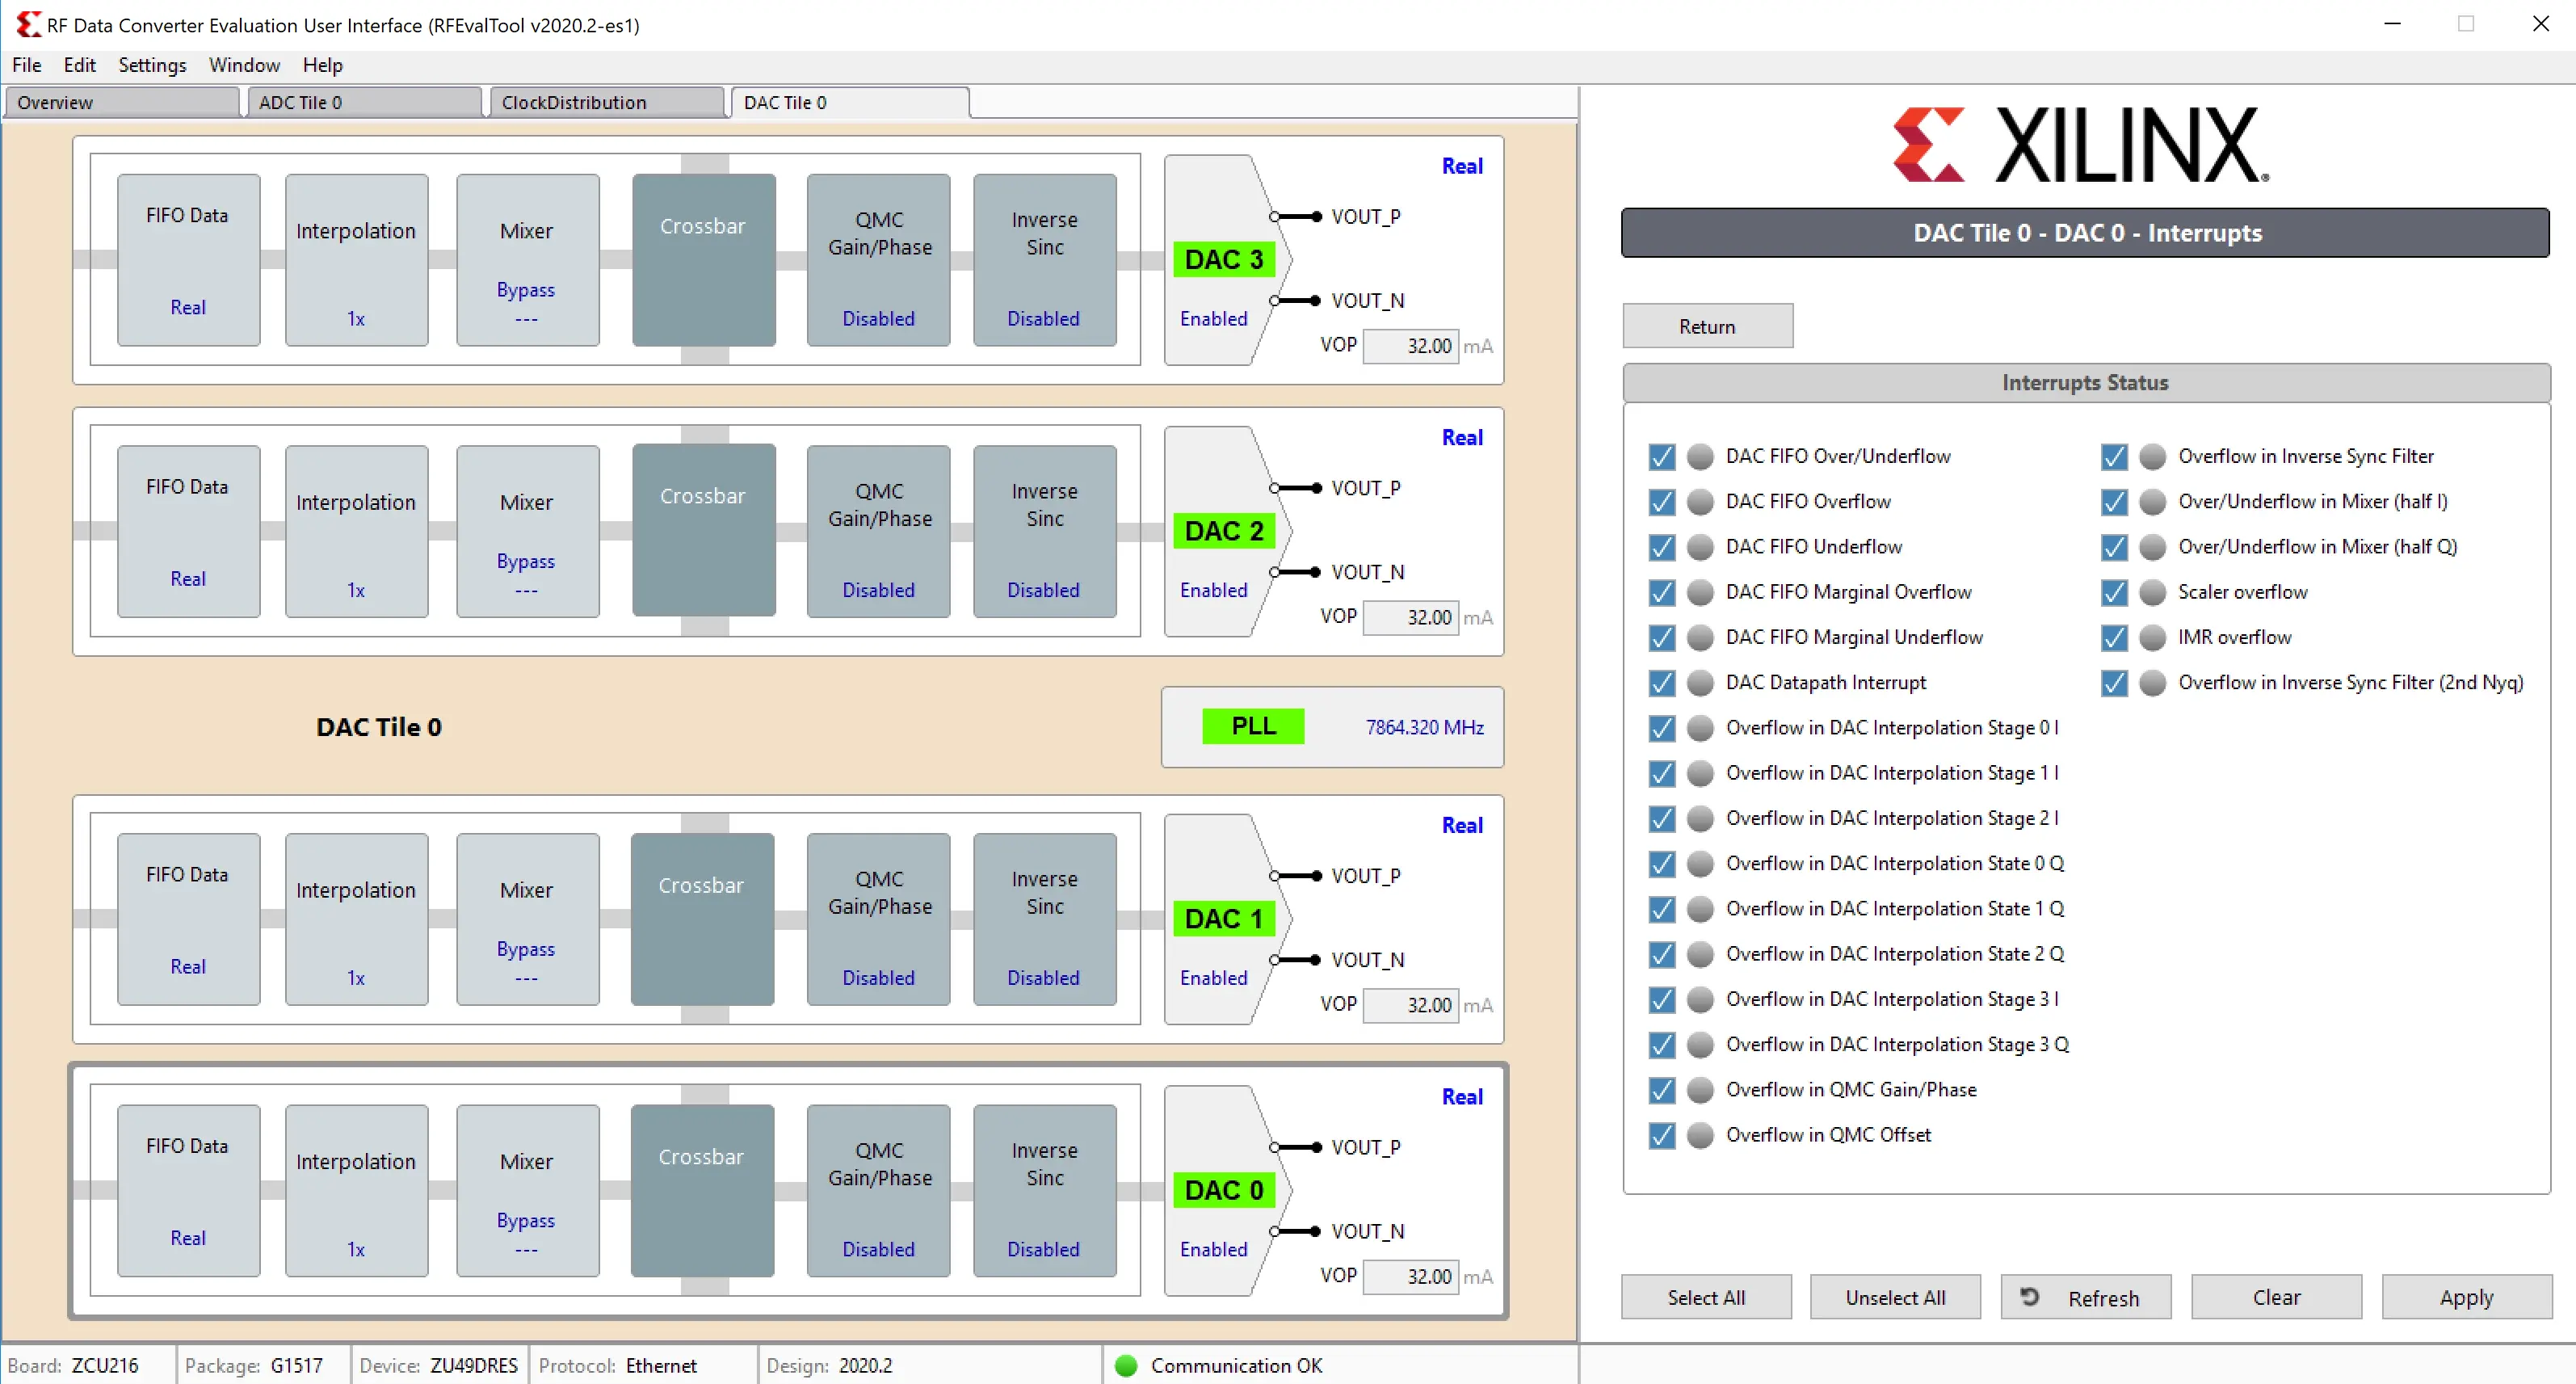 RF Data Converter Evaluation User Interface (RFEvalTool v2020.2-es1)
File Edit Settings Window Help
Overview ADC Tile 0 ClockDistribution DAC Tile 0
FIFO Data
Real
Interpolation
1x
Mixer
Bypass
---
Crossbar
QMC
Gain/Phase
Disabled
Inverse
Sinc
Disabled
DAC 3
Enabled
Real
VOUT_P
VOUT_N
VOP 32.00 mA
FIFO Data
Real
Interpolation
1x
Mixer
Bypass
---
Crossbar
QMC
Gain/Phase
Disabled
Inverse
Sinc
Disabled
DAC 2
Enabled
Real
VOUT_P
VOUT_N
VOP 32.00 mA
DAC Tile 0
PLL 7864.320 MHz
FIFO Data
Real
Interpolation
1x
Mixer
Bypass
---
Crossbar
QMC
Gain/Phase
Disabled
Inverse
Sinc
Disabled
DAC 1
Enabled
Real
VOUT_P
VOUT_N
VOP 32.00 mA
FIFO Data
Real
Interpolation
1x
Mixer
Bypass
---
Crossbar
QMC
Gain/Phase
Disabled
Inverse
Sinc
Disabled
DAC 0
Enabled
Real
VOUT_P
VOUT_N
VOP 32.00 mA
XILINX®
DAC Tile 0 - DAC 0 - Interrupts
Return
Interrupts Status
DAC FIFO Over/Underflow
DAC FIFO Overflow
DAC FIFO Underflow
DAC FIFO Marginal Overflow
DAC FIFO Marginal Underflow
DAC Datapath Interrupt
Overflow in DAC Interpolation Stage 0 I
Overflow in DAC Interpolation Stage 1 I
Overflow in DAC Interpolation Stage 2 I
Overflow in DAC Interpolation State 0 Q
Overflow in DAC Interpolation State 1 Q
Overflow in DAC Interpolation State 2 Q
Overflow in DAC Interpolation Stage 3 I
Overflow in DAC Interpolation Stage 3 Q
Overflow in QMC Gain/Phase
Overflow in QMC Offset
Overflow in Inverse Sync Filter
Over/Underflow in Mixer (half I)
Over/Underflow in Mixer (half Q)
Scaler overflow
IMR overflow
Overflow in Inverse Sync Filter (2nd Nyq)
Select All Unselect All Refresh Clear Apply
Board: ZCU216 Package: G1517 Device: ZU49DRES Protocol: Ethernet Design: 2020.2 Communication OK